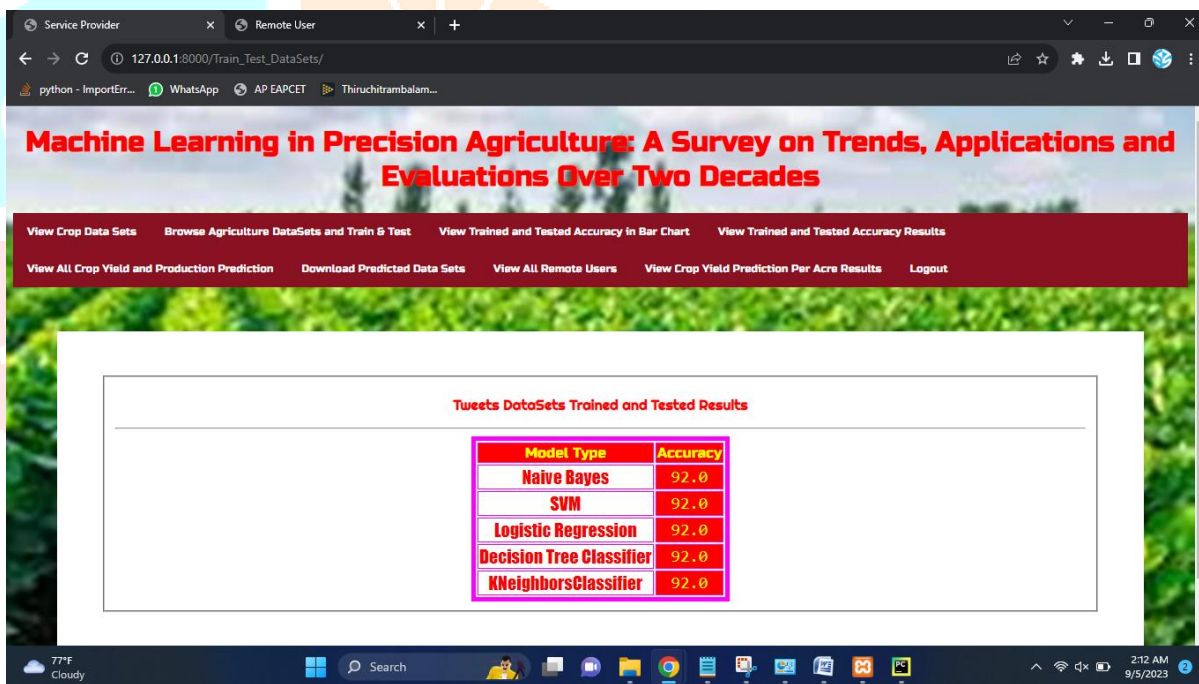 Service Provider
Remote User
127.0.0.1:8000/Train_Test_DataSets/
python - ImportErr...
WhatsApp
AP EAPCET
Thiruchitrambalam...
Machine Learning in Precision Agriculture: A Survey on Trends, Applications and
Evaluations Over Two Decades
View Crop Data Sets
Browse Agriculture DataSets and Train & Test
View Trained and Tested Accuracy in Bar Chart
View Trained and Tested Accuracy Results
View All Crop Yield and Production Prediction
Download Predicted Data Sets
View All Remote Users
View Crop Yield Prediction Per Acre Results
Logout
Tweets DataSets Trained and Tested Results
Model Type Accuracy
Naive Bayes 92.0
SVM 92.0
Logistic Regression 92.0
Decision Tree Classifier 92.0
KNeighborsClassifier 92.0
77°F
Cloudy
Search
2:12 AM
9/5/2023
2